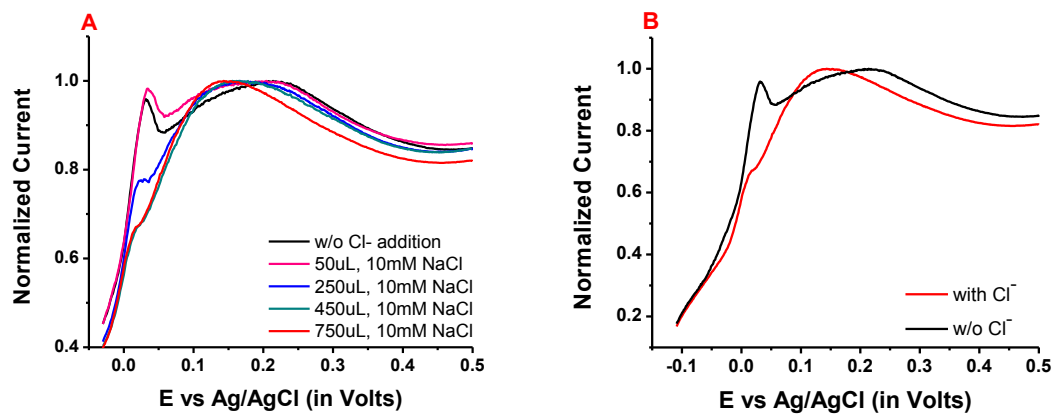 A
Normalized Current
1.0
0.8
0.6
0.4
0.0
0.1
0.2
0.3
0.4
0.5
E vs Ag/AgCl (in Volts)
w/o Cl- addition
50uL, 10mM NaCl
250uL, 10mM NaCl
450uL, 10mM NaCl
750uL, 10mM NaCl
B
Normalized Current
1.0
0.8
0.6
0.4
0.2
-0.1
0.0
0.1
0.2
0.3
0.4
0.5
E vs Ag/AgCl (in Volts)
with Cl⁻
w/o Cl⁻